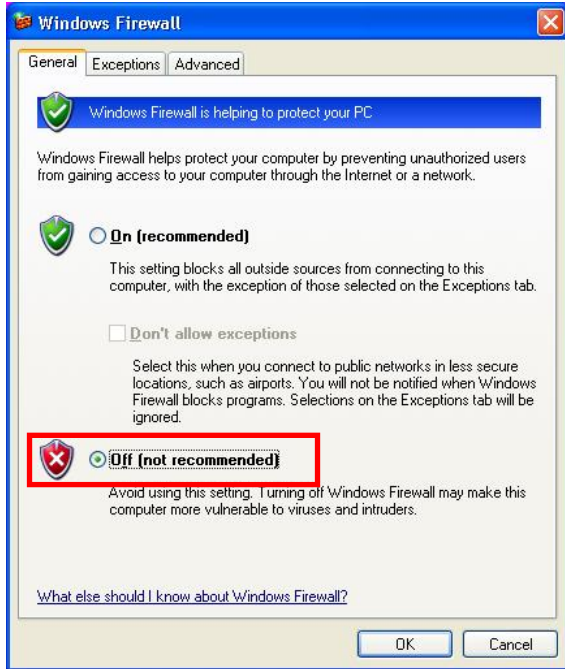 Windows Firewall
General Exceptions Advanced
Windows Firewall is helping to protect your PC
Windows Firewall helps protect your computer by preventing unauthorized users
from gaining access to your computer through the Internet or a network.
On (recommended)
This setting blocks all outside sources from connecting to this
computer, with the exception of those selected on the Exceptions tab.
Don't allow exceptions
Select this when you connect to public networks in less secure
locations, such as airports. You will not be notified when Windows
Firewall blocks programs. Selections on the Exceptions tab will be
ignored.
Off (not recommended)
Avoid using this setting. Turning off Windows Firewall may make this
computer more vulnerable to viruses and intruders.
What else should I know about Windows Firewall?
OK Cancel